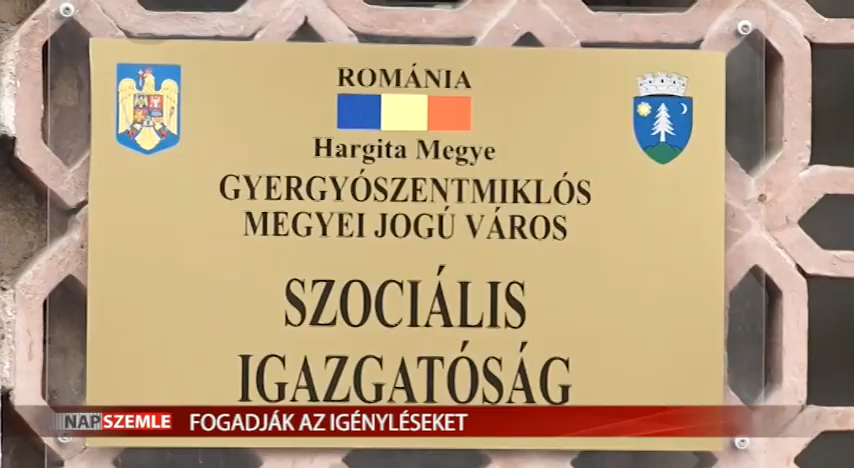 ROMÁNIA
Hargita Megye
GYERGYÓSZENTMIKLÓS
MEGYEI JOGÚ VÁROS
SZOCIÁLIS
IGAZGATÓSÁG
NAPSZEMLE FOGADJÁK AZ IGÉNYLÉSEKET